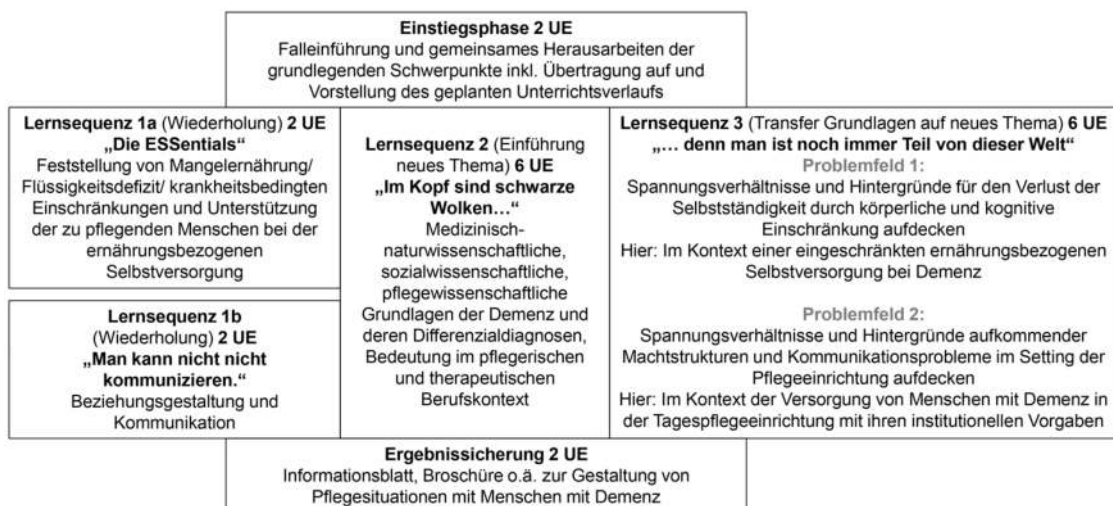 Einstiegsphase 2 UE
Falleinführung und gemeinsames Herausarbeiten der
grundlegenden Schwerpunkte inkl. Übertragung auf und
Vorstellung des geplanten Unterrichtsverlaufs
Lernsequenz 1a (Wiederholung) 2 UE
„Die ESSentials"
Feststellung von Mangelernährung/
Flüssigkeitsdefizit/ krankheitsbedingten
Einschränkungen und Unterstützung
der zu pflegenden Menschen bei der
ernährungsbezogenen
Selbstversorgung
Lernsequenz 1b
(Wiederholung) 2 UE
„Man kann nicht nicht
kommunizieren."
Beziehungsgestaltung und
Kommunikation
Lernsequenz 2 (Einführung
neues Thema) 6 UE
„Im Kopf sind schwarze
Wolken…"
Medizinisch-
naturwissenschaftliche,
sozialwissenschaftliche,
pflegewissenschaftliche
Grundlagen der Demenz und
deren Differenzialdiagnosen,
Bedeutung im pflegerischen
und therapeutischen
Berufskontext
Lernsequenz 3 (Transfer Grundlagen auf neues Thema) 6 UE
„… denn man ist noch immer Teil von dieser Welt"
Problemfeld 1:
Spannungsverhältnisse und Hintergründe für den Verlust der
Selbstständigkeit durch körperliche und kognitive
Einschränkung aufdecken
Hier: Im Kontext einer eingeschränkten ernährungsbezogenen
Selbstversorgung bei Demenz
Problemfeld 2:
Spannungsverhältnisse und Hintergründe aufkommender
Machtstrukturen und Kommunikationsprobleme im Setting der
Pflegeeinrichtung aufdecken
Hier: Im Kontext der Versorgung von Menschen mit Demenz in
der Tagespflegeeinrichtung mit ihren institutionellen Vorgaben
Ergebnissicherung 2 UE
Informationsblatt, Broschüre o.ä. zur Gestaltung von
Pflegesituationen mit Menschen mit Demenz